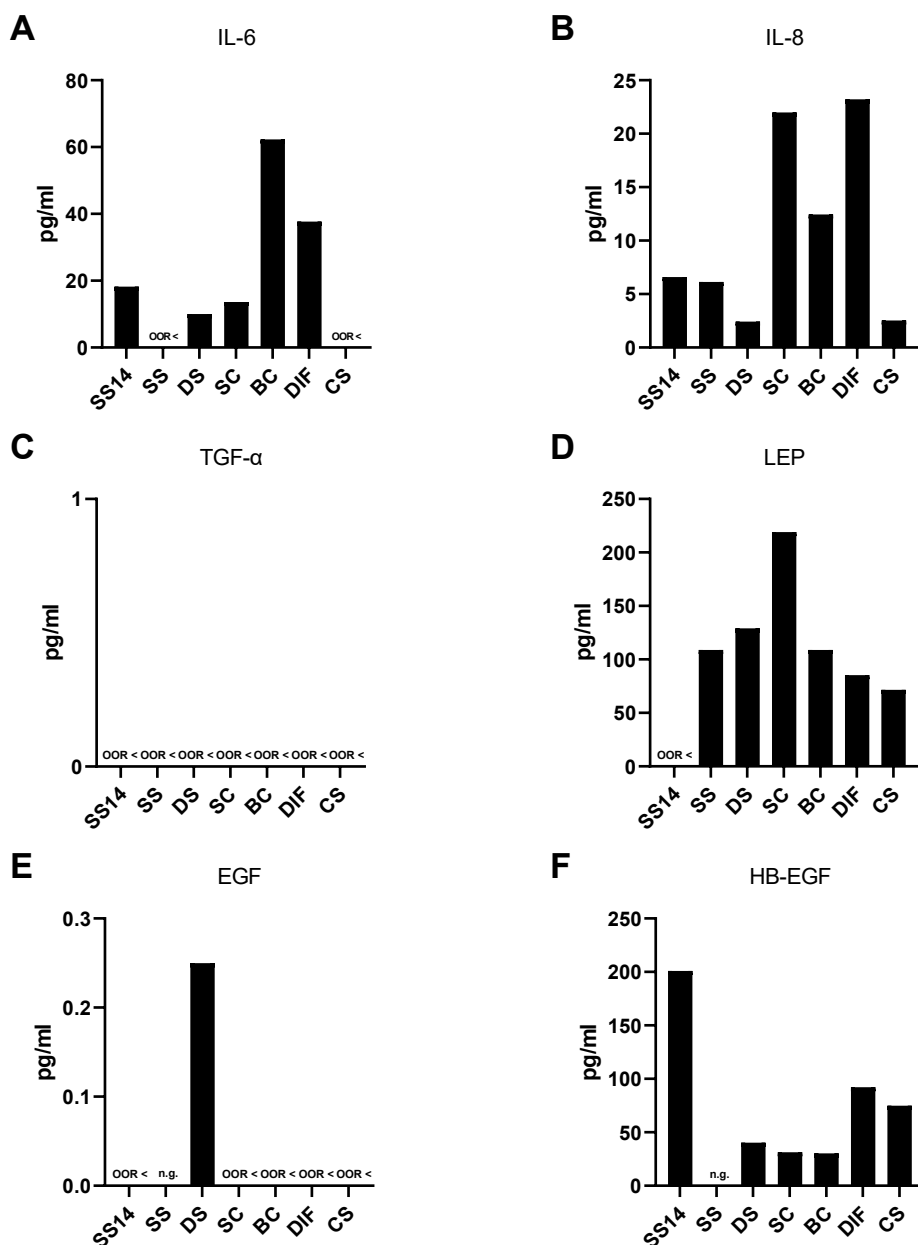 A
IL-6
pg/ml
80
60
40
20
0
OOR <
OOR <
SS14
SS
DS
SC
BC
DIF
CS
B
IL-8
pg/ml
25
20
15
10
5
0
SS14
SS
DS
SC
BC
DIF
CS
C
TGF-α
pg/ml
1
0
OOR < OOR < OOR < OOR < OOR < OOR < OOR <
SS14
SS
DS
SC
BC
DIF
CS
D
LEP
pg/ml
250
200
150
100
50
0
OOR <
SS14
SS
DS
SC
BC
DIF
CS
E
EGF
pg/ml
0.3
0.2
0.1
0.0
OOR < n.g. OOR < OOR < OOR < OOR <
SS14
SS
DS
SC
BC
DIF
CS
F
HB-EGF
pg/ml
250
200
150
100
50
0
n.g.
SS14
SS
DS
SC
BC
DIF
CS